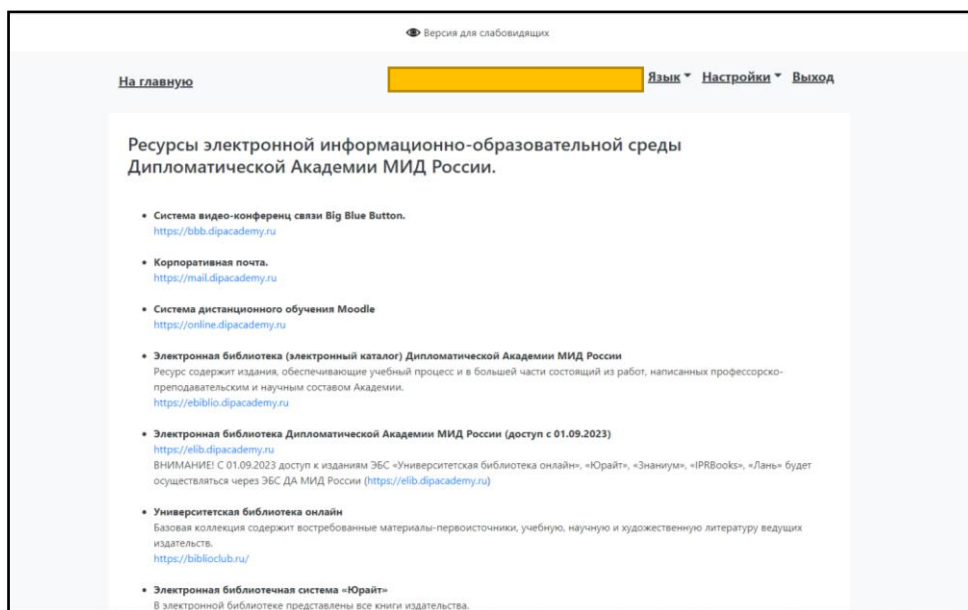 Версия для слабовидящих
На главную
Язык Настройки Выход
Ресурсы электронной информационно-образовательной среды
Дипломатической Академии МИД России.
• Система видео-конференц связи Big Blue Button.
https://bbb.dipacademy.ru
• Корпоративная почта.
https://mail.dipacademy.ru
• Система дистанционного обучения Moodle
https://online.dipacademy.ru
• Электронная библиотека (электронный каталог) Дипломатической Академии МИД России
Ресурс содержит издания, обеспечивающие учебный процесс и в большей части состоящий из работ, написанных профессорско-
преподавательским и научным составом Академии.
https://ebiblio.dipacademy.ru
• Электронная библиотека Дипломатической Академии МИД России (доступ с 01.09.2023)
https://elib.dipacademy.ru
ВНИМАНИЕ! С 01.09.2023 доступ к изданиям ЭБС «Университетская библиотека онлайн», «Юрайт», «Знаниум», «IPRBooks», «Лань» будет
осуществляться через ЭБС ДА МИД России (https://elib.dipacademy.ru)
• Университетская библиотека онлайн
Базовая коллекция содержит востребованные материалы-первоисточники, учебную, научную и художественную литературу ведущих
издательств.
https://biblioclub.ru/
• Электронная библиотечная система «Юрайт»
В электронной библиотеке представлены все книги издательства.